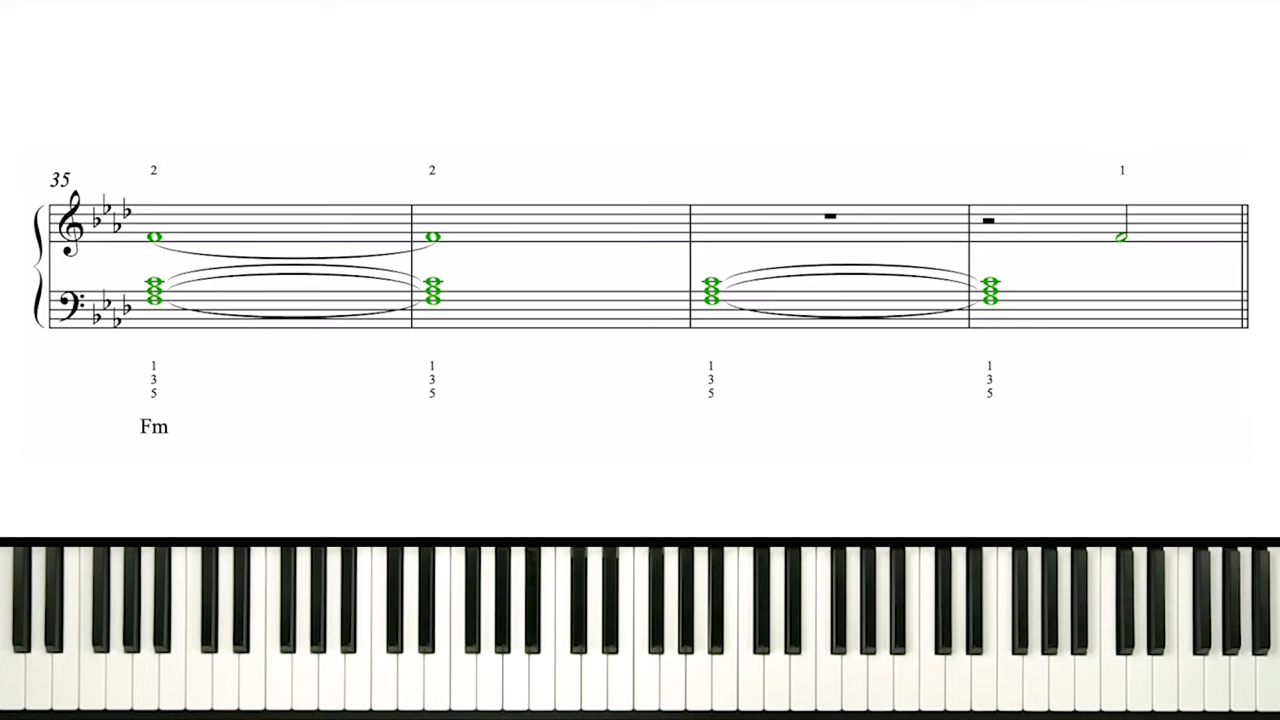 35
2 2 1
1 1 1 1
3 3 3 3
5 5 5 5
Fm